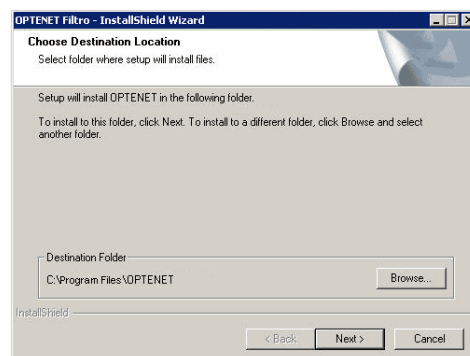 OPTENET Filtro - InstallShield Wizard
Choose Destination Location
Select folder where setup will install files.
Setup will install OPTENET in the following folder.
To install to this folder, click Next. To install to a different folder, click Browse and select
another folder.
Destination Folder
C:\Program Files\OPTENET
Browse...
InstallShield
< Back
Next >
Cancel